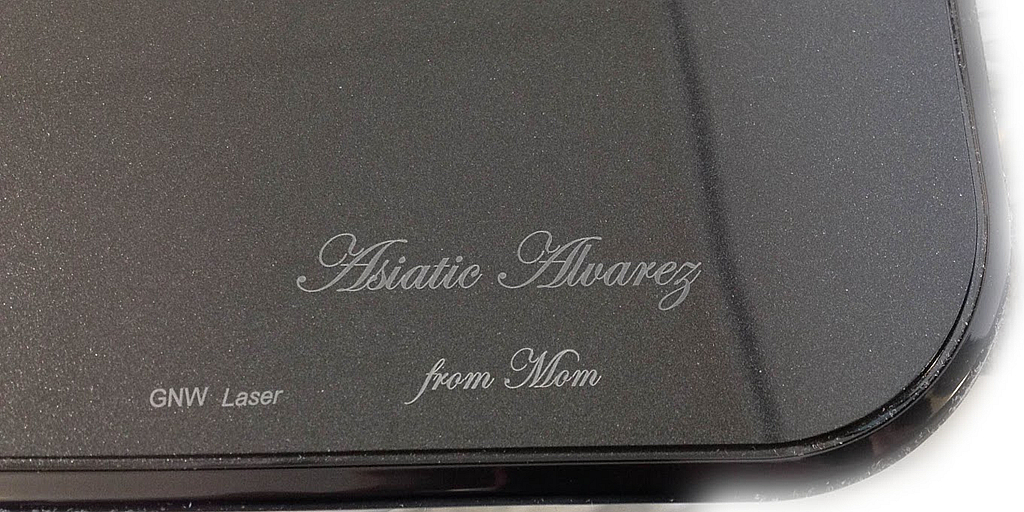 Asiatic Alvarez
from Mom
GNW Laser